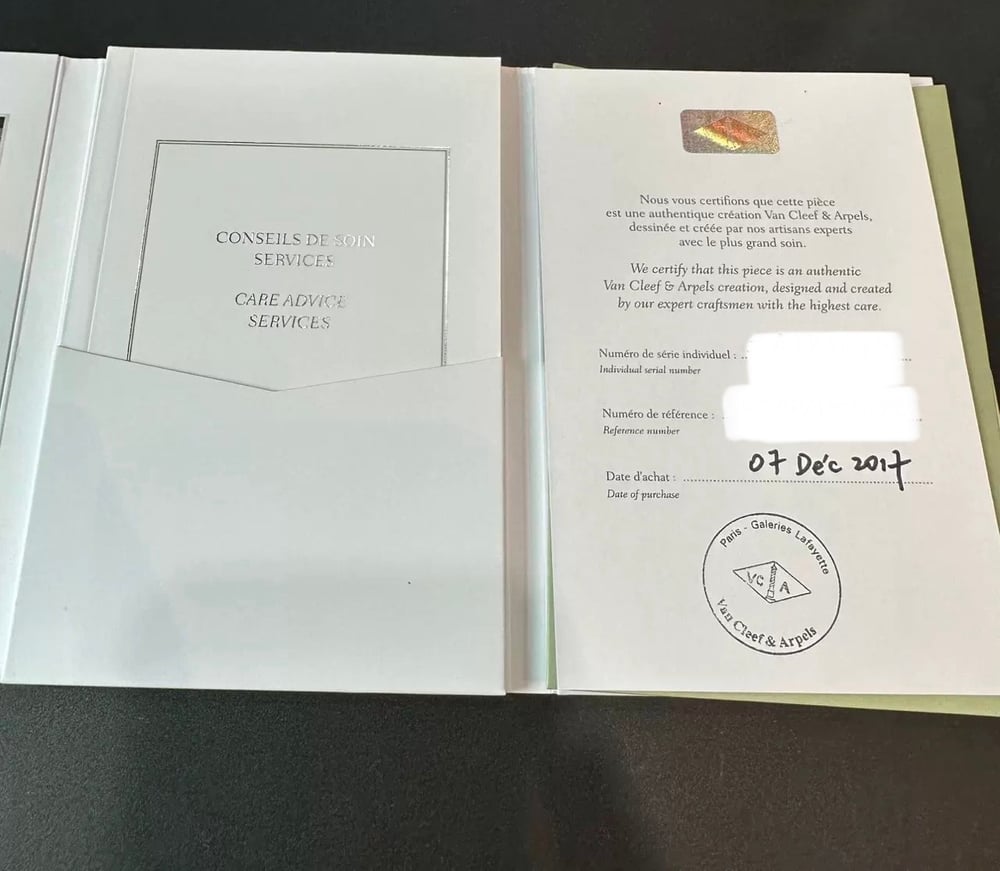 CONSEILS DE SOIN
SERVICES
CARE ADVICE
SERVICES
Nous vous certifions que cette pièce
est une authentique création Van Cleef & Arpels,
dessinée et créée par nos artisans experts
avec le plus grand soin.
We certify that this piece is an authentic
Van Cleef & Arpels creation, designed and created
by our expert craftsmen with the highest care.
Numéro de série individuel :
Individual serial number
Numéro de référence :
Reference number
07 Déc 2017
Date d'achat :
Date of purchase
Paris - Galeries Lafayette
VC A
Van Cleef & Arpels